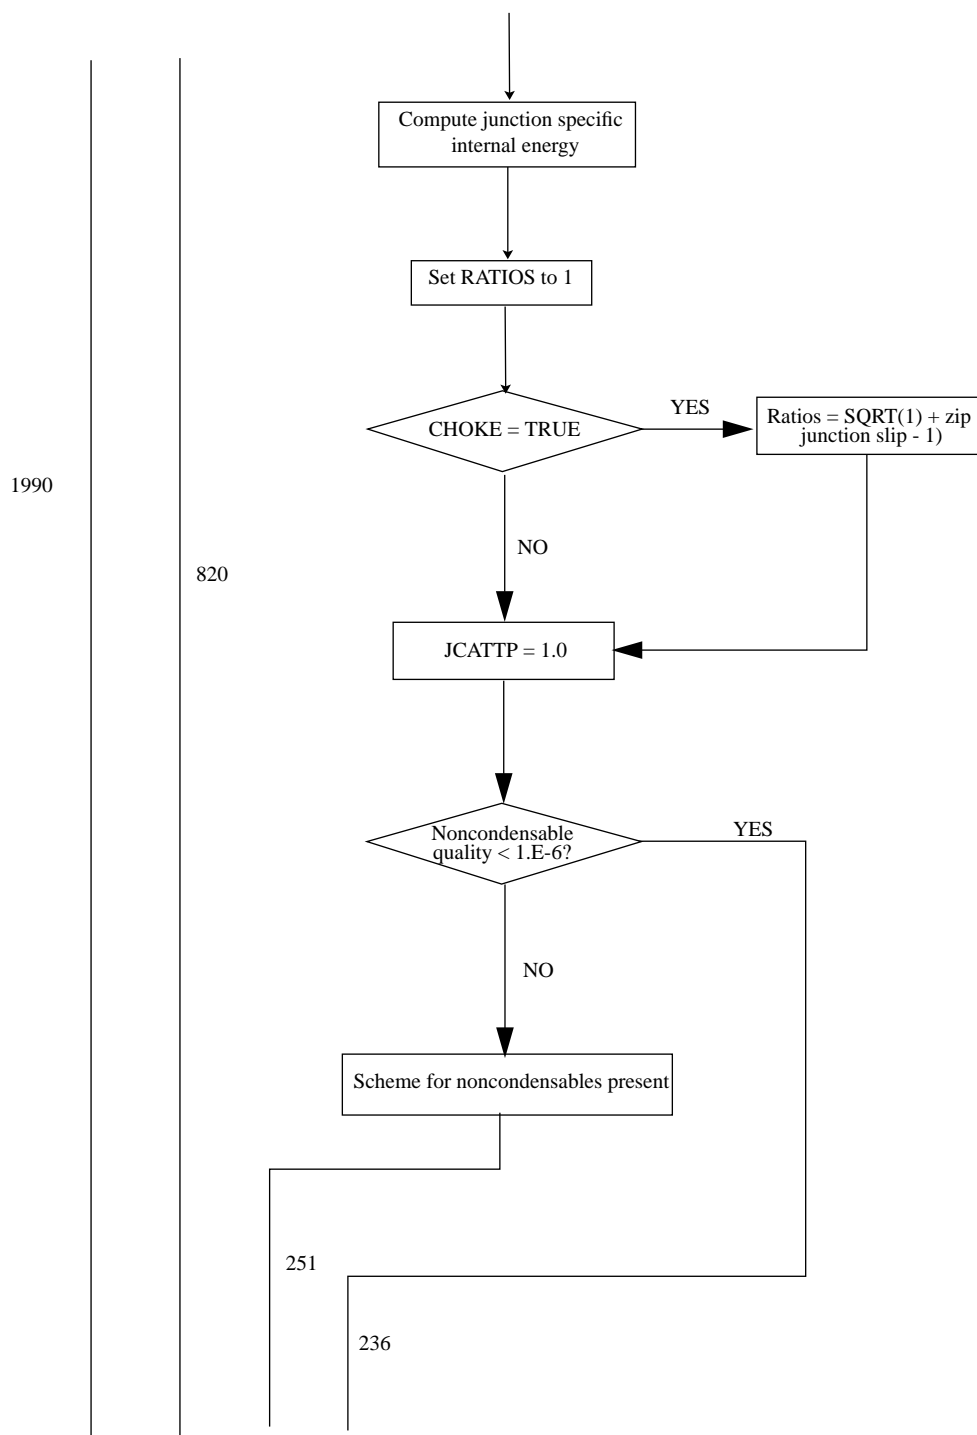 Compute junction specific
internal energy
Set RATIOS to 1
CHOKE = TRUE
YES
Ratios = SQRT(1) + zip
junction slip - 1)
1990
NO
820
JCATTP = 1.0
Noncondensable
quality < 1.E-6?
YES
NO
Scheme for noncondensables present
251
236